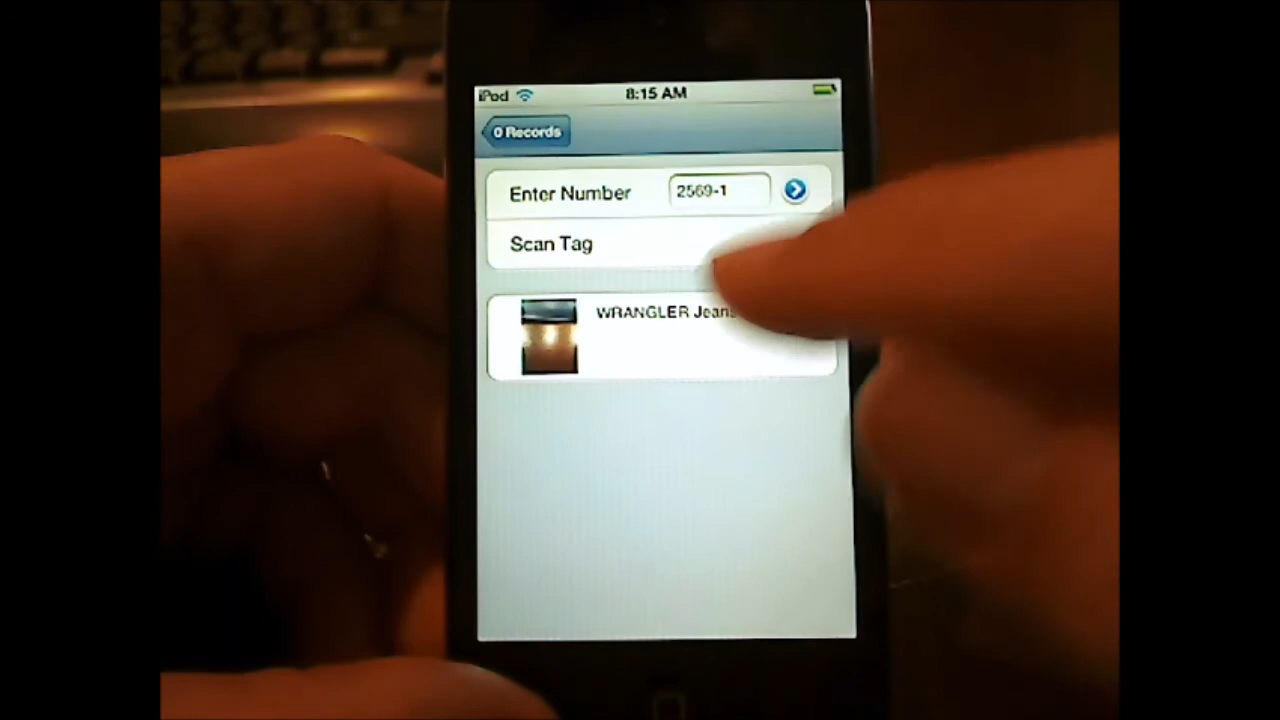 iPod 8:15 AM
0 Records
Enter Number 2569-1
Scan Tag
WRANGLER Jeans